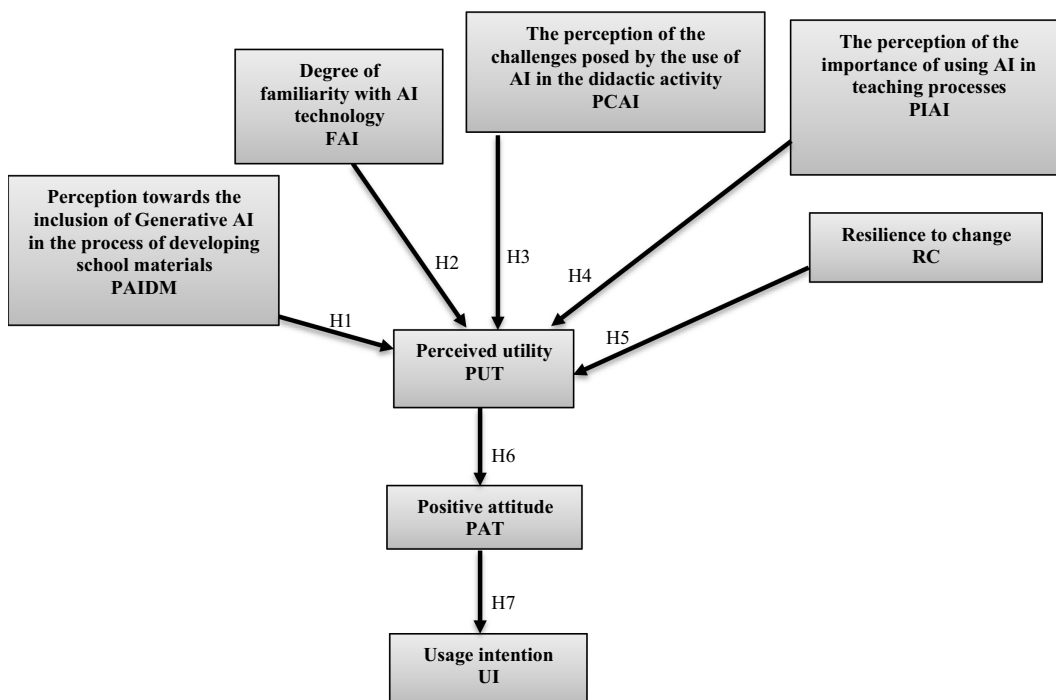 The perception of the
challenges posed by the use of
AI in the didactic activity
PCAI
The perception of the
importance of using AI in
teaching processes
PIAI
Degree of
familiarity with AI
technology
FAI
Perception towards the
inclusion of Generative AI
in the process of developing
school materials
PAIDM
Resilience to change
RC
H1
H2
H3
H4
H5
Perceived utility
PUT
H6
Positive attitude
PAT
H7
Usage intention
UI